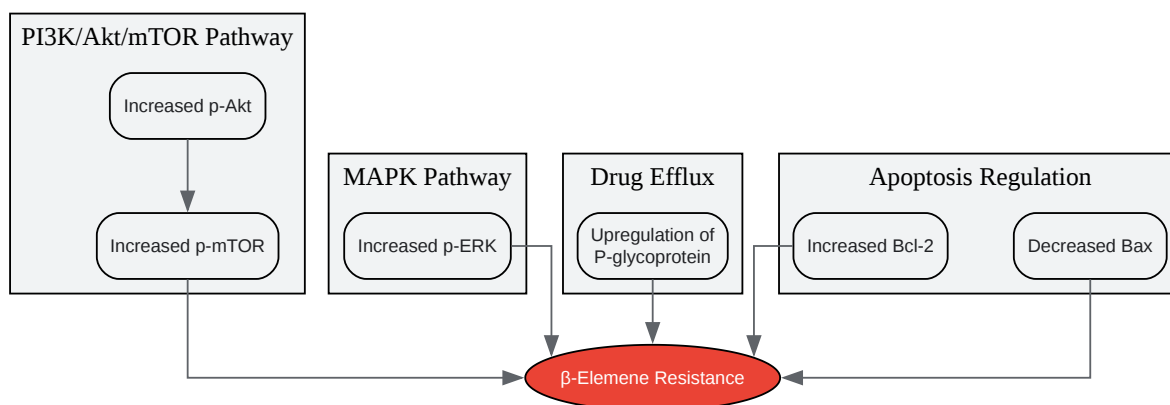 PI3K/Akt/mTOR Pathway
Increased p-Akt
Increased p-mTOR
MAPK Pathway
Increased p-ERK
Drug Efflux
Upregulation of
P-glycoprotein
Apoptosis Regulation
Increased Bcl-2
Decreased Bax
β-Elemene Resistance